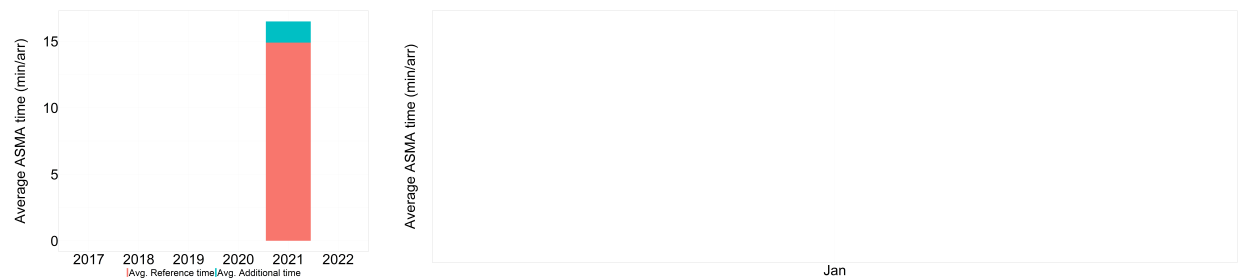 Average ASMA time (min/arr)
15
10
5
0
2017 2018 2019 2020 2021 2022
Avg. Reference time Avg. Additional time
Average ASMA time (min/arr)
Jan